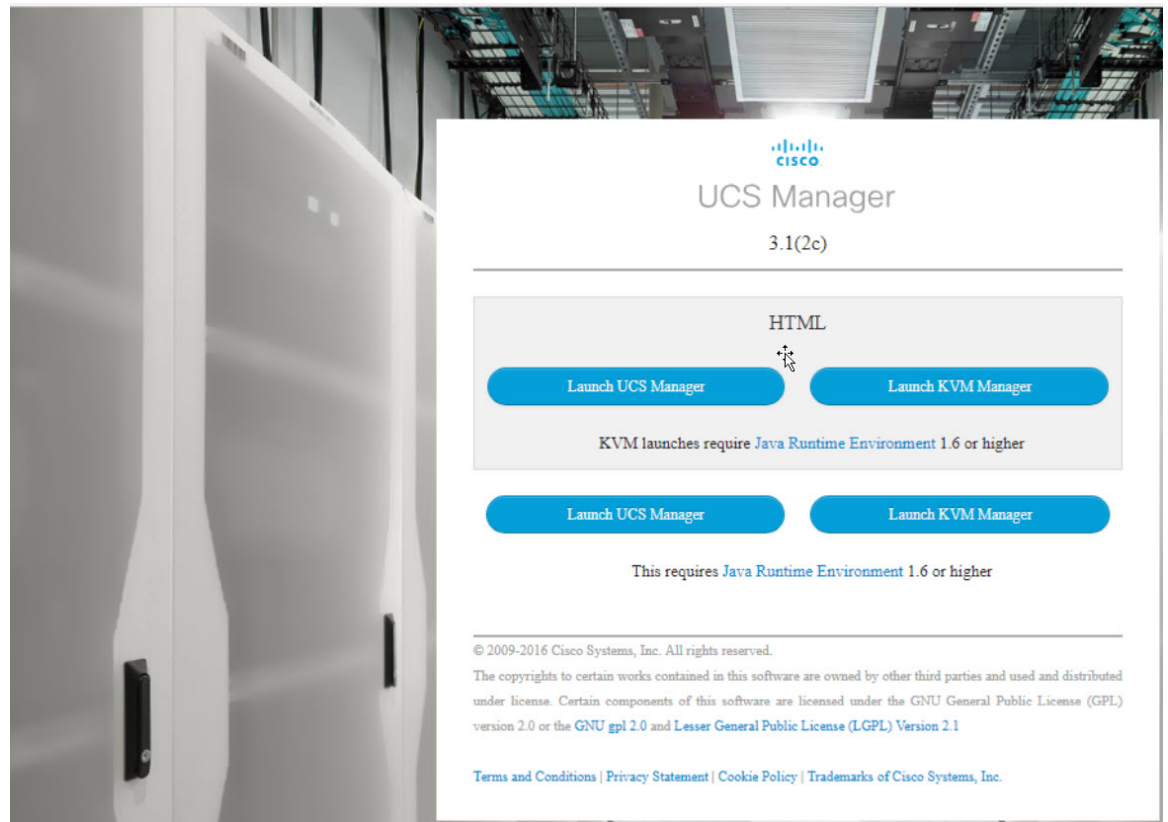 CISCO
UCS Manager
3.1(2c)
HTML
Launch UCS Manager
Launch KVM Manager
KVM launches require Java Runtime Environment 1.6 or higher
Launch UCS Manager
Launch KVM Manager
This requires Java Runtime Environment 1.6 or higher
© 2009-2016 Cisco Systems, Inc. All rights reserved.
The copyrights to certain works contained in this software are owned by other third parties and used and distributed
under license. Certain components of this software are licensed under the GNU General Public License (GPL)
version 2.0 or the GNU gpl 2.0 and Lesser General Public License (LGPL) Version 2.1
Terms and Conditions | Privacy Statement | Cookie Policy | Trademarks of Cisco Systems, Inc.